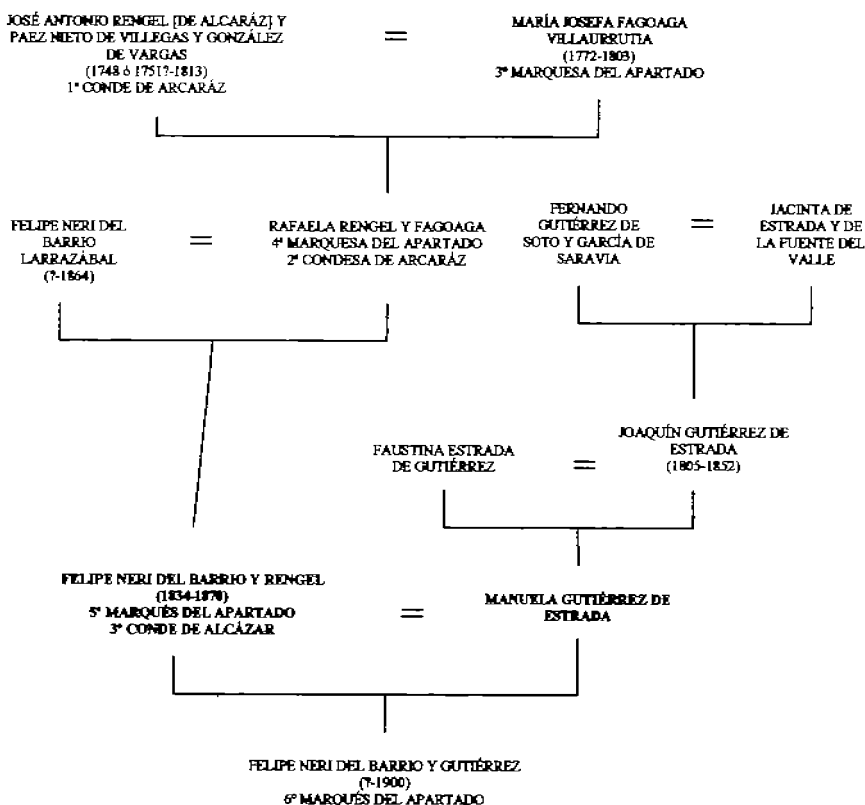 JOSÉ ANTONIO RENGEL [DE ALCARÁZ] Y
PAEZ NIETO DE VILLEGAS Y GONZÁLEZ
DE VARGAS
(1748 ó 1751?-1813)
1º CONDE DE ARCARÁZ
=
MARÍA JOSEFA FAGOAGA
VILLAURRUTIA
(1772-1803)
3ª MARQUESA DEL APARTADO
FELIPE NERI DEL
BARRIO
LARRAZÁBAL
(?-1864)
=
RAFAELA RENGEL Y FAGOAGA
4ª MARQUESA DEL APARTADO
2ª CONDESA DE ARCARÁZ
FERNANDO
GUTIÉRREZ DE
SOTO Y GARCÍA DE
SARAVIA
=
JACINTA DE
ESTRADA Y DE
LA FUENTE DEL
VALLE
FAUSTINA ESTRADA
DE GUTIÉRREZ
=
JOAQUÍN GUTIÉRREZ DE
ESTRADA
(1805-1852)
FELIPE NERI DEL BARRIO Y RENGEL
(1834-1870)
5º MARQUÉS DEL APARTADO
3º CONDE DE ALCÁZAR
=
MANUELA GUTIÉRREZ DE
ESTRADA
FELIPE NERI DEL BARRIO Y GUTIÉRREZ
(?-1900)
6º MARQUÉS DEL APARTADO